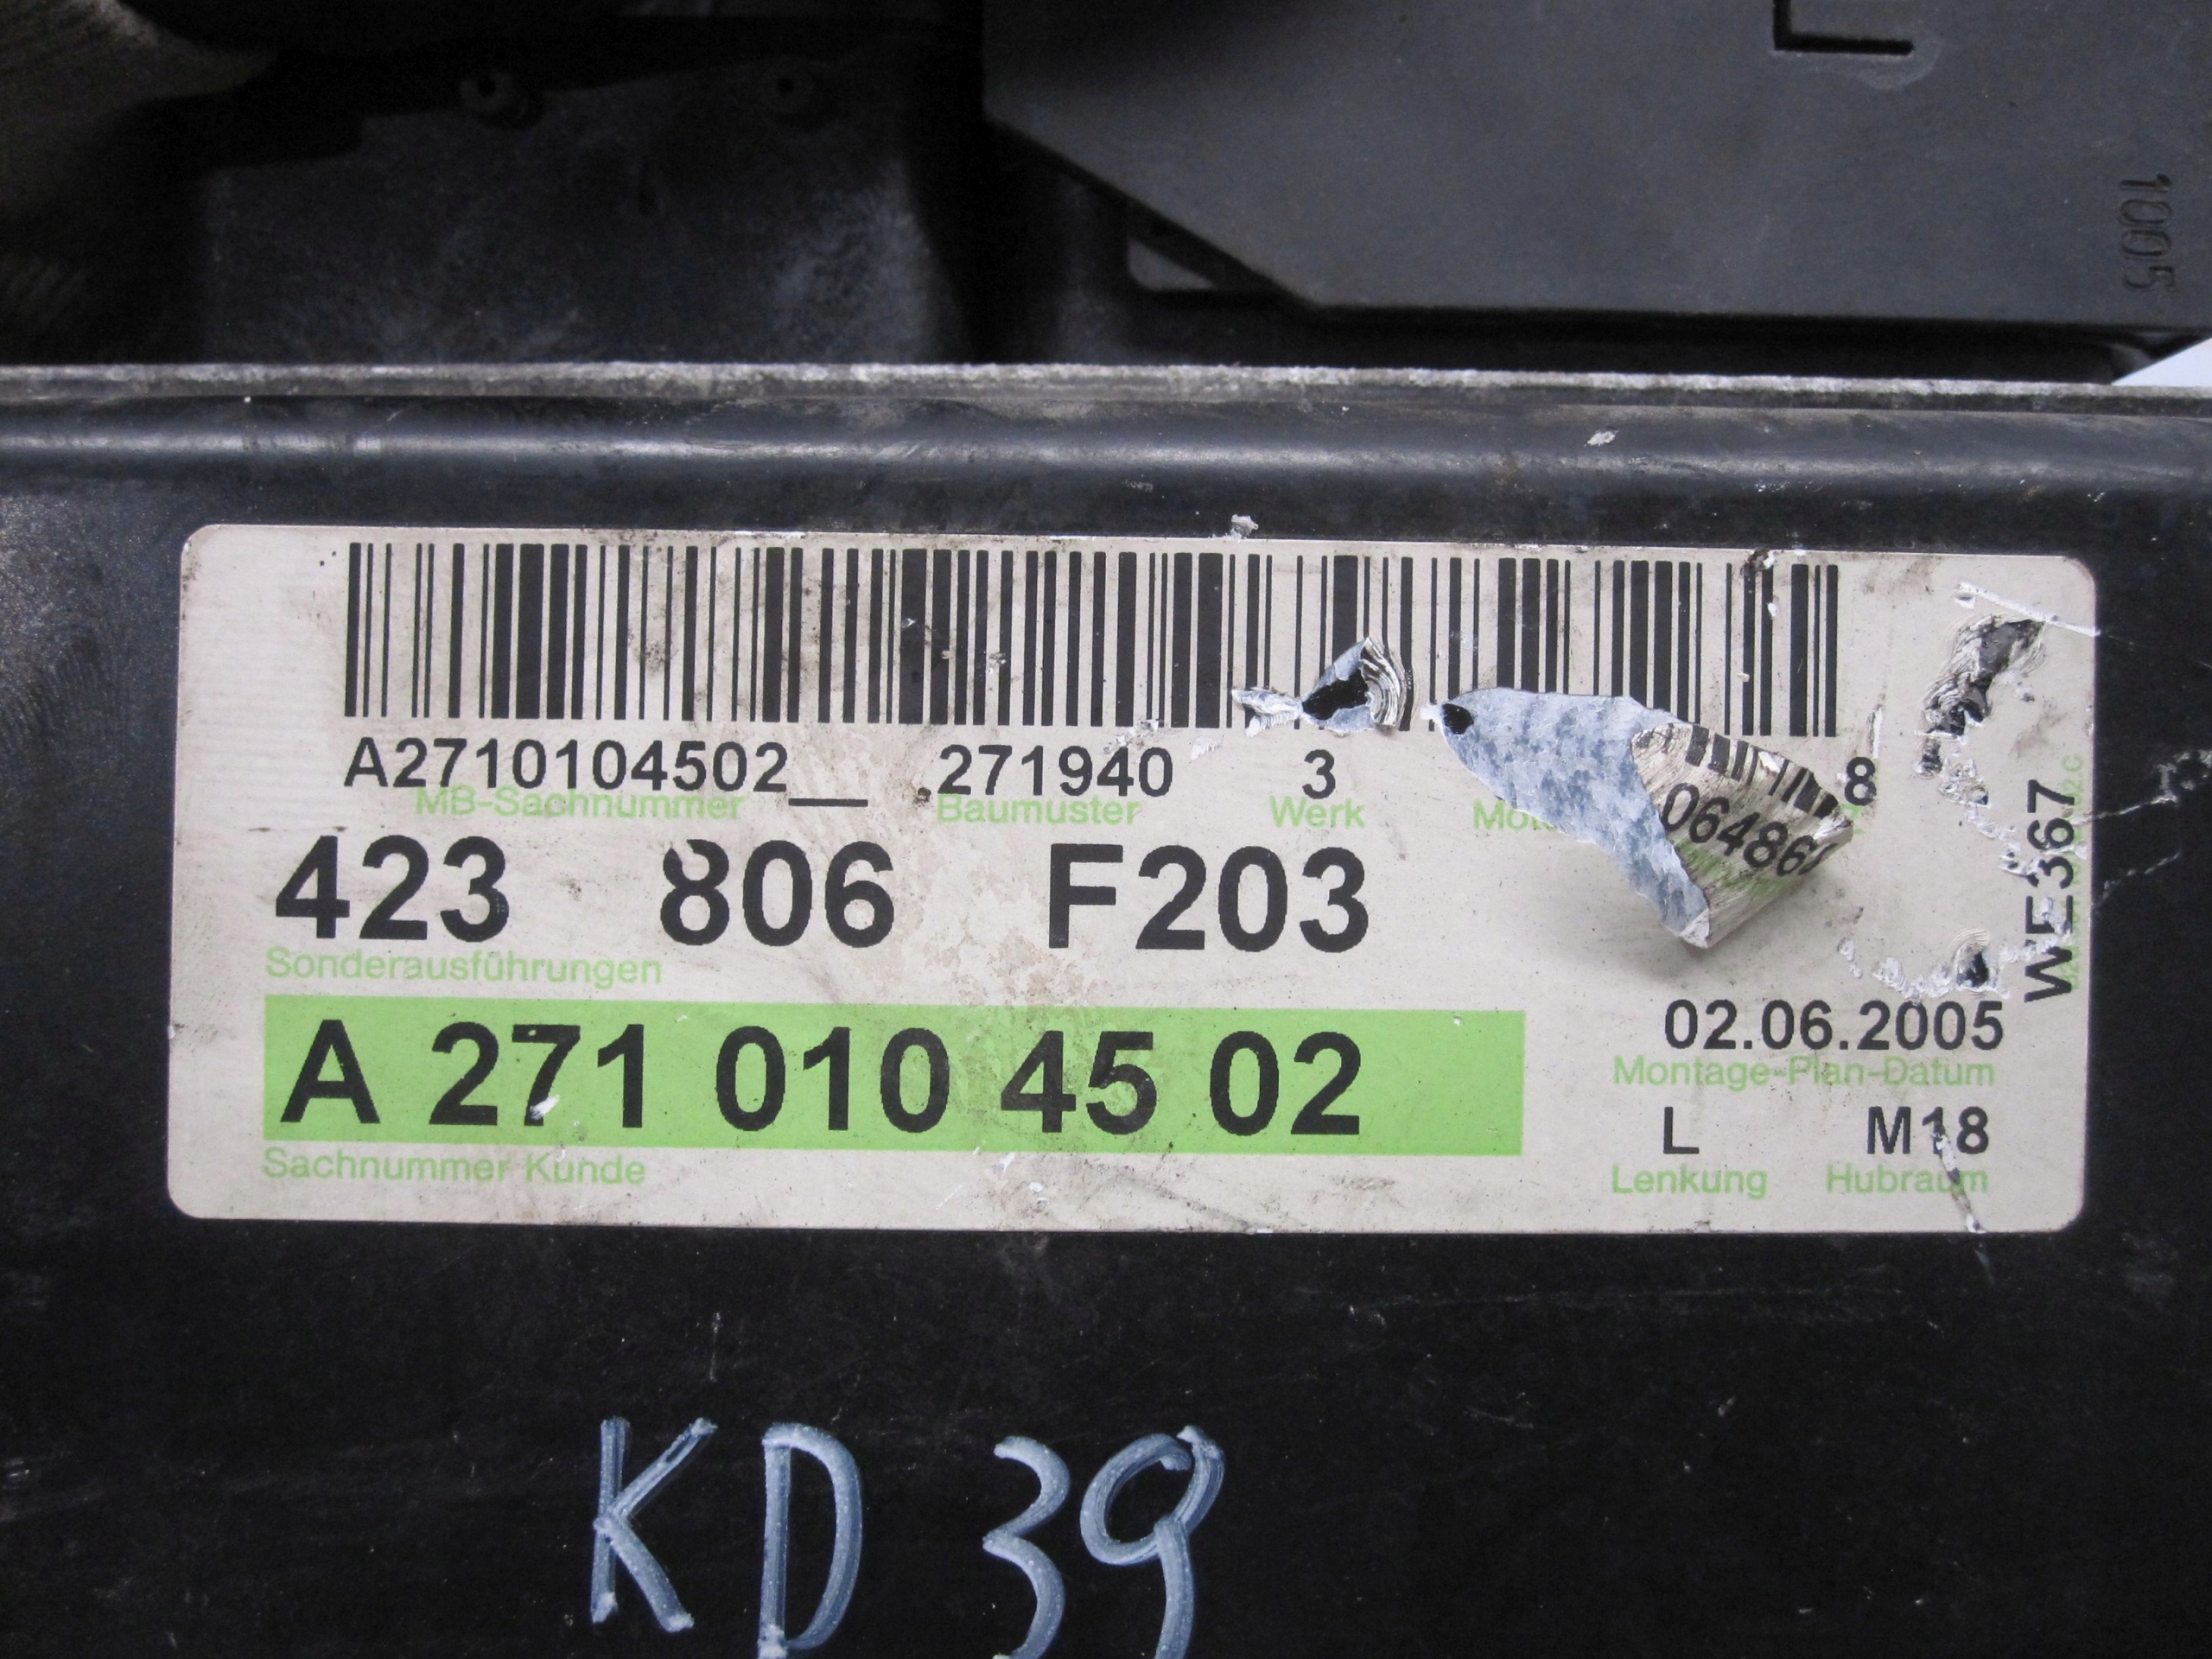 1005
A2710104502__ 271940 3 8
MB-Sachnummer Baumuster Werk
06486
423 806 F203
Sonderausführungen
WE367
A 271 010 45 02
02.06.2005
Sachnummer Kunde
Montage-Plan-Datum
L M18
Lenkung Hubraum
KD 39